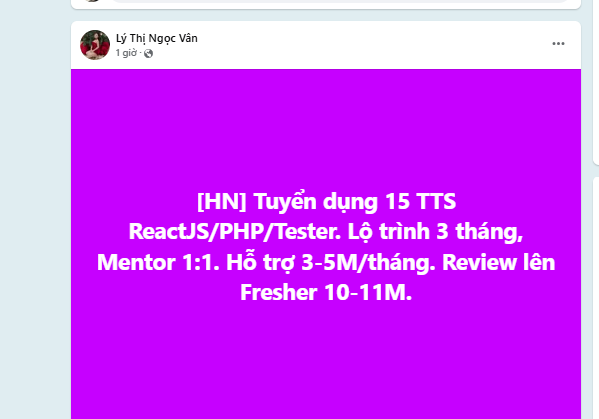 Lý Thị Ngọc Vân
1 giờ ·
[HN] Tuyển dụng 15 TTS
ReactJS/PHP/Tester. Lộ trình 3 tháng,
Mentor 1:1. Hỗ trợ 3-5M/tháng. Review lên
Fresher 10-11M.